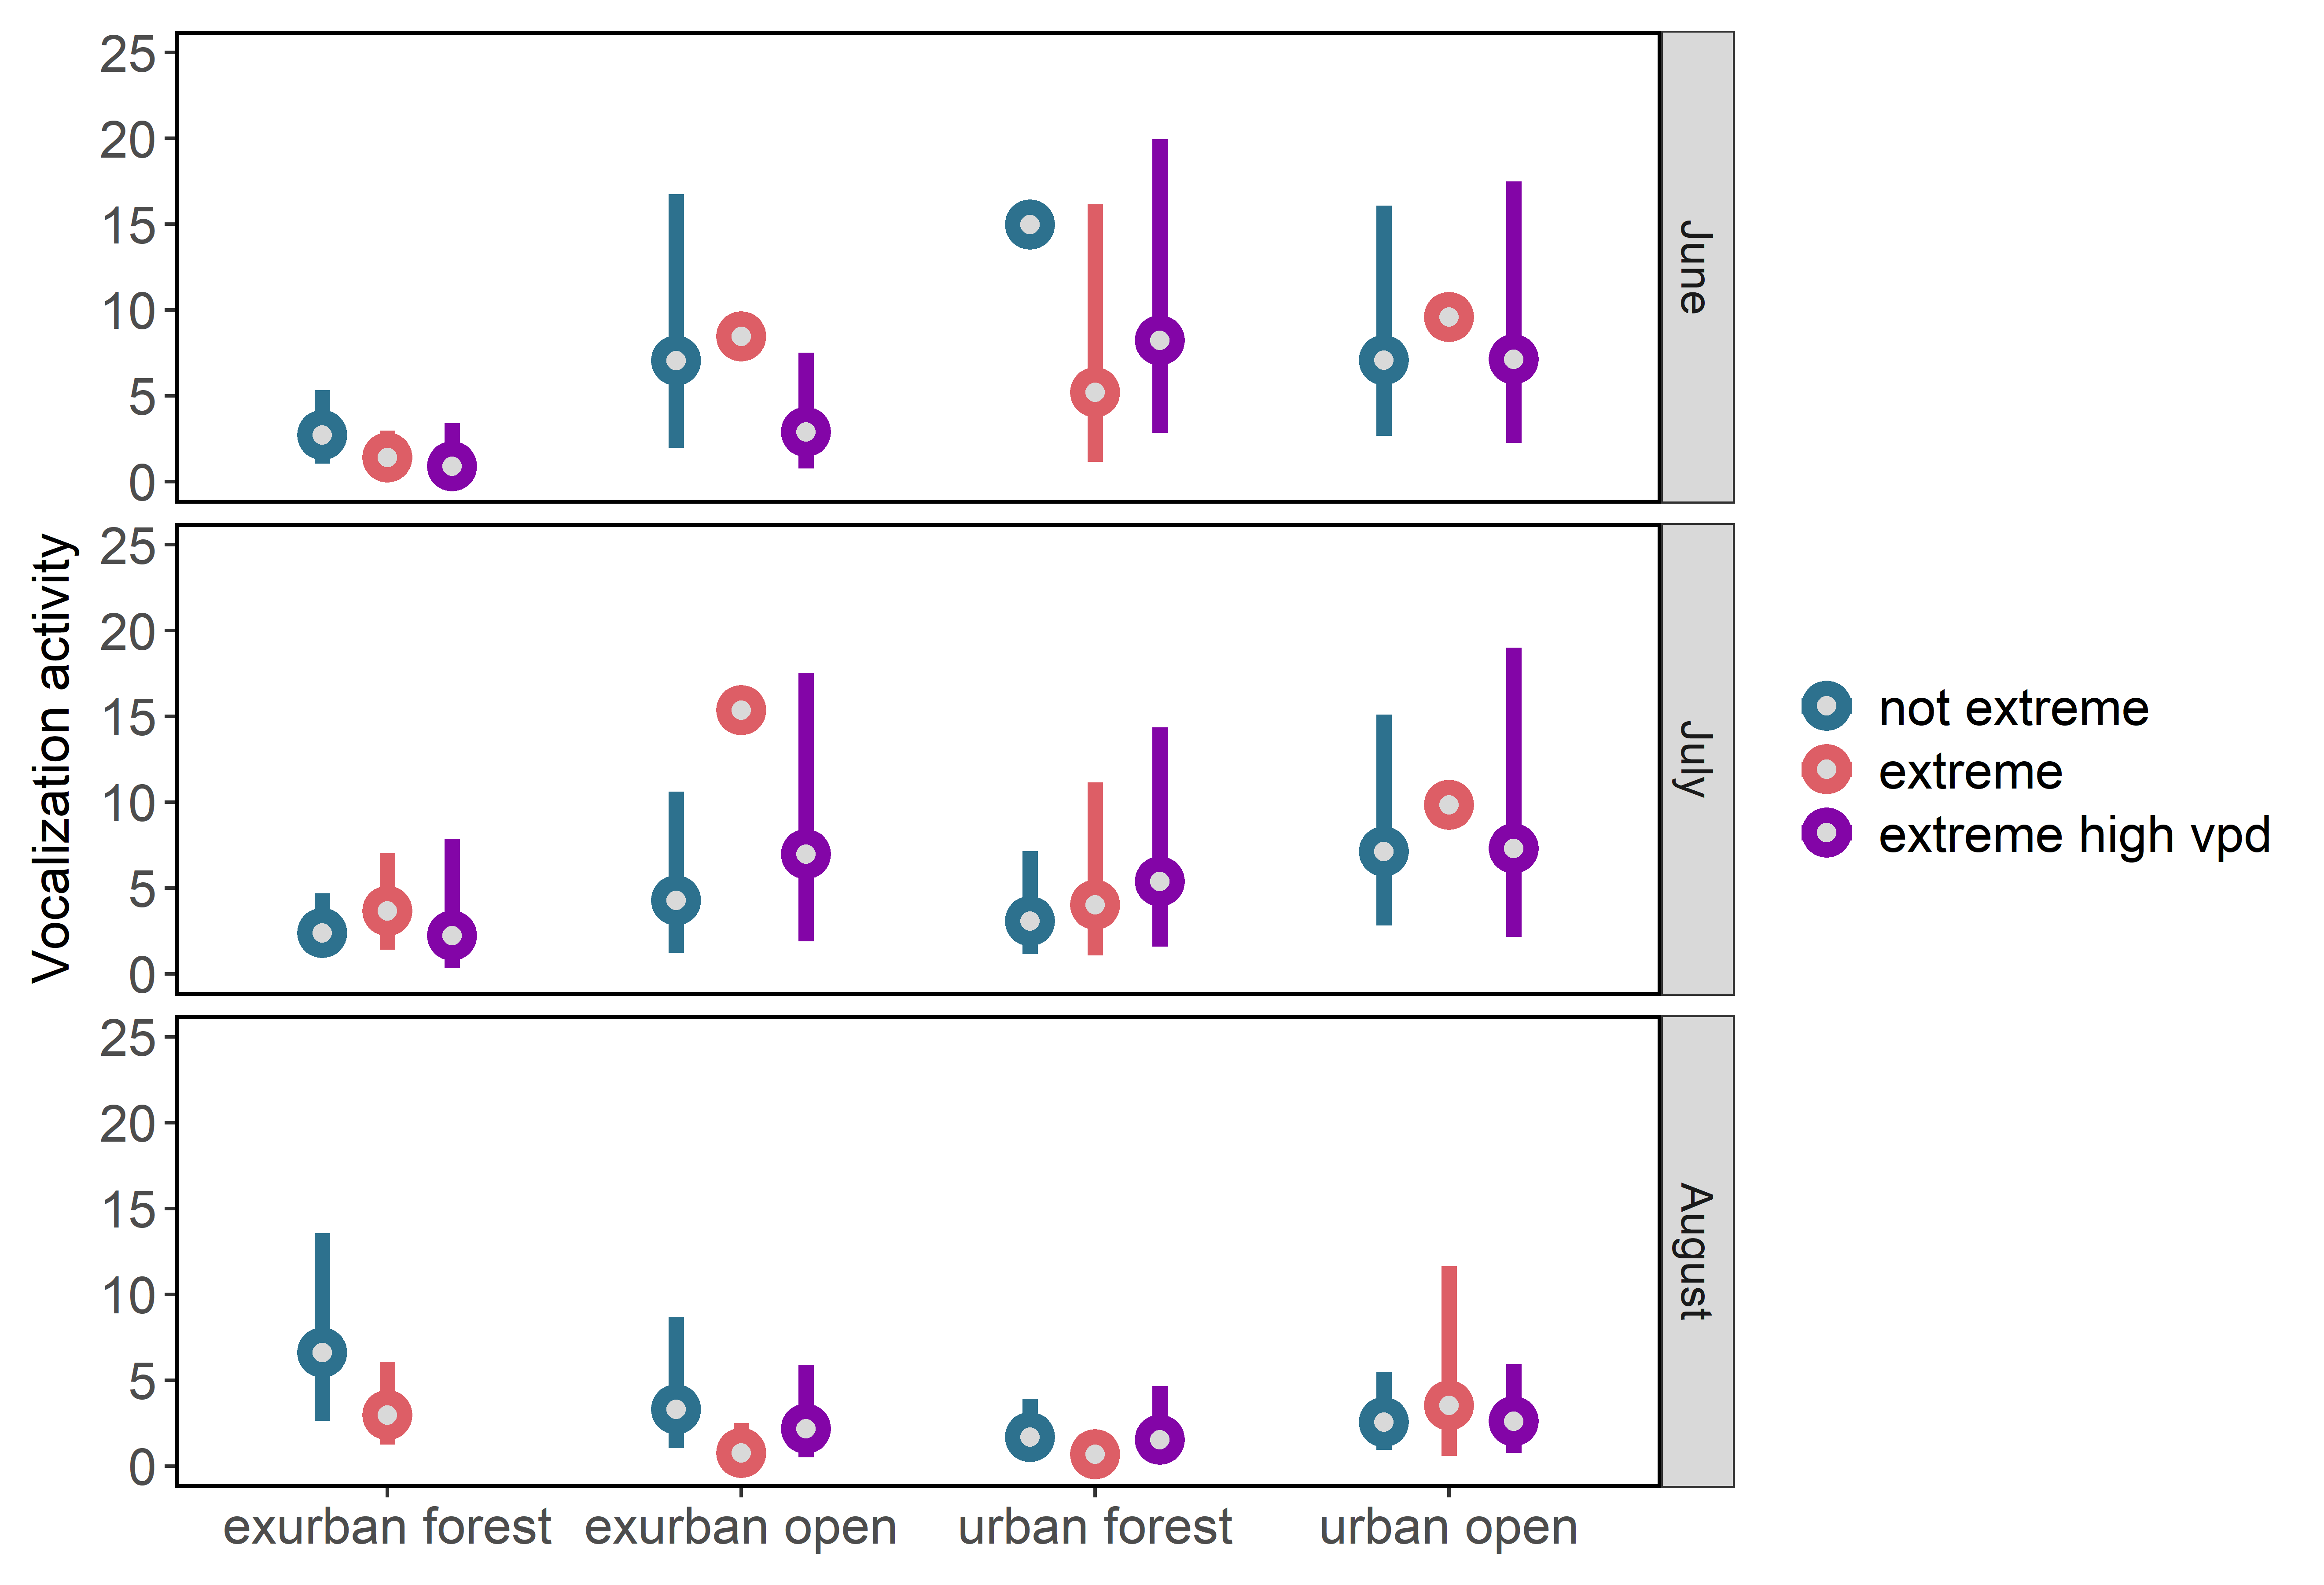 Vocalization activity
25
20
15
10
5
0
June
25
20
15
10
5
0
July
25
20
15
10
5
0
August
exurban forest
exurban open
urban forest
urban open
not extreme
extreme
extreme high vpd